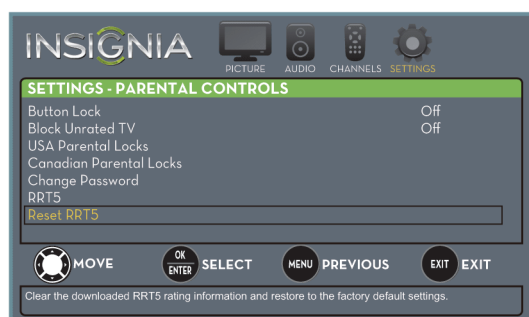 INSIGNIA
PICTURE AUDIO CHANNELS SETTINGS
SETTINGS - PARENTAL CONTROLS
Button Lock Off
Block Unrated TV Off
USA Parental Locks
Canadian Parental Locks
Change Password
RRT5
Reset RRT5
MOVE OK ENTER SELECT MENU PREVIOUS EXIT EXIT
Clear the downloaded RRT5 rating information and restore to the factory default settings.